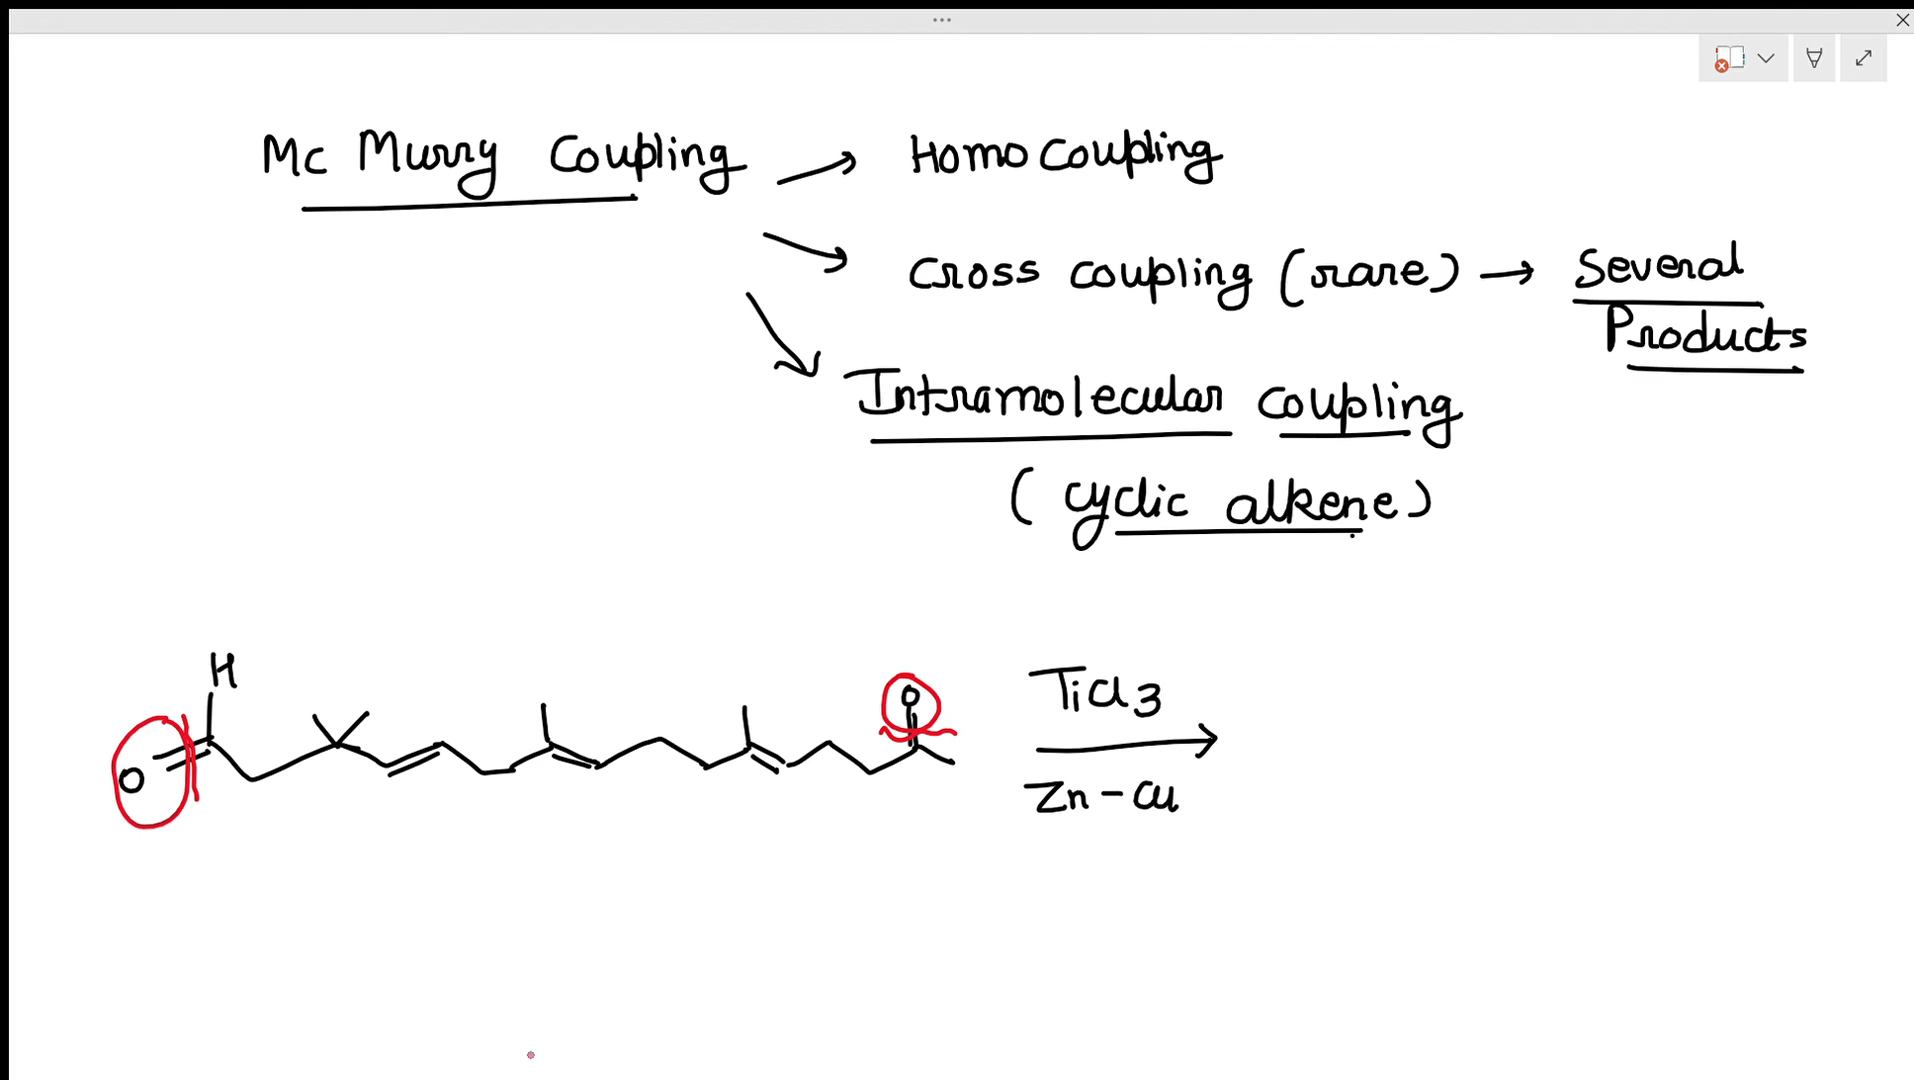 Mc Murry Coupling → Homo coupling
Cross coupling (rare) → Several
Products
Intramolecular coupling
(cyclic alkene)
H
O
O
TiCl3
Zn-Cu